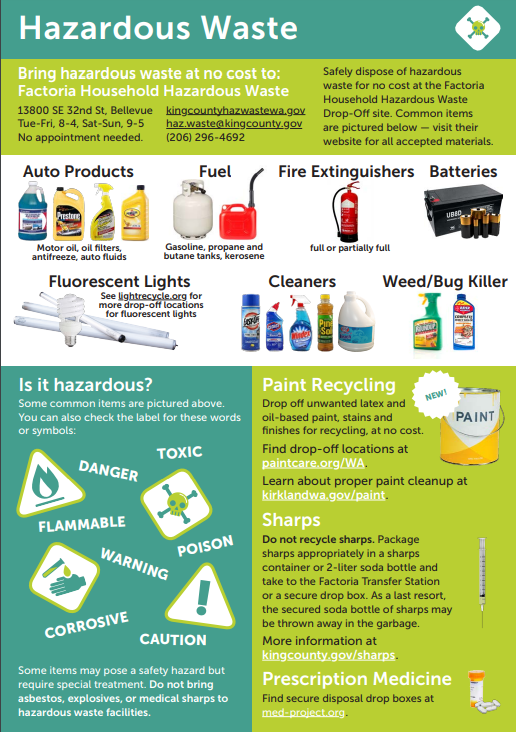 Hazardous Waste
Bring hazardous waste at no cost to:
Factoria Household Hazardous Waste
13800 SE 32nd St, Bellevue
Tue-Fri, 8-4, Sat-Sun, 9-5
No appointment needed.
kingcountyhazwastewa.gov
haz.waste@kingcounty.gov
(206) 296-4692
Safely dispose of hazardous
waste for no cost at the Factoria
Household Hazardous Waste
Drop-Off site. Common items
are pictured below — visit their
website for all accepted materials.
Auto Products
Prestone
Motor oil, oil filters,
antifreeze, auto fluids
Fuel
Gasoline, propane and
butane tanks, kerosene
Fire Extinguishers
full or partially full
Batteries
UB8D
Fluorescent Lights
See lightrecycle.org for
more drop-off locations
for fluorescent lights
Cleaners
EASY-OFF
Windex
Pine
Sol
Weed/Bug Killer
ROUNDUP
COMPLETE
Is it hazardous?
Some common items are pictured above.
You can also check the label for these words
or symbols:
TOXIC
DANGER
FLAMMABLE
POISON
WARNING
CORROSIVE
CAUTION
Some items may pose a safety hazard but
require special treatment. Do not bring
asbestos, explosives, or medical sharps to
hazardous waste facilities.
Paint Recycling
NEW!
PAINT
Drop off unwanted latex and
oil-based paint, stains and
finishes for recycling, at no cost.
Find drop-off locations at
paintcare.org/WA.
Learn about proper paint cleanup at
kirklandwa.gov/paint.
Sharps
Do not recycle sharps. Package
sharps appropriately in a sharps
container or 2-liter soda bottle and
take to the Factoria Transfer Station
or a secure drop box. As a last resort,
the secured soda bottle of sharps may
be thrown away in the garbage.
More information at
kingcounty.gov/sharps.
Prescription Medicine
Find secure disposal drop boxes at
med-project.org.